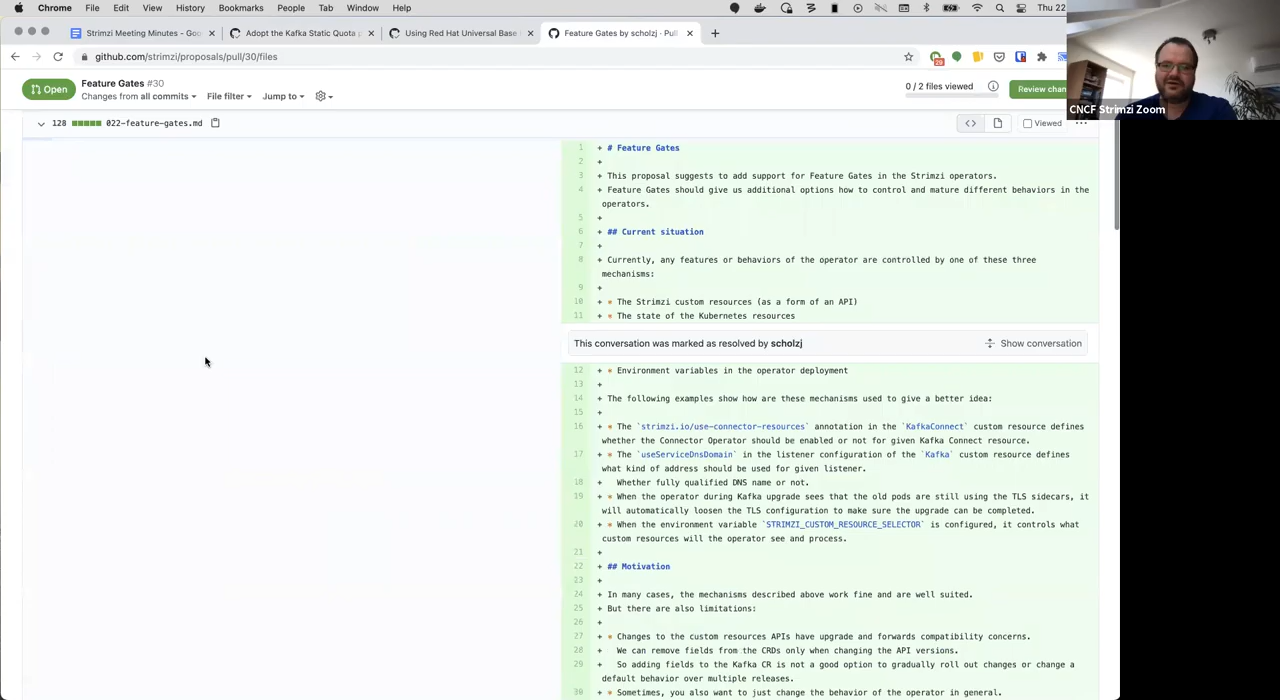 Chrome File Edit View History Bookmarks People Tab Window Help Thu 22
Strimzi Meeting Minutes - Goo × Adopt the Kafka Static Quota p × Using Red Hat Universal Base × Feature Gates by scholzj · Pull × +
github.com/strimzi/proposals/pull/30/files
29
CNCF Strimzi Zoom
Open
Feature Gates #30
Changes from all commits File filter Jump to
0 / 2 files viewed
Review chan
128 022-feature-gates.md
Viewed
1 + # Feature Gates
2 +
3 + This proposal suggests to add support for Feature Gates in the Strimzi operators.
4 + Feature Gates should give us additional options how to control and mature different behaviors in the
operators.
5 +
6 + ## Current situation
7 +
8 + Currently, any features or behaviors of the operator are controlled by one of these three
mechanisms:
9 +
10 + * The Strimzi custom resources (as a form of an API)
11 + * The state of the Kubernetes resources
This conversation was marked as resolved by scholzj Show conversation
12 + * Environment variables in the operator deployment
13 +
14 + The following examples show how are these mechanisms used to give a better idea:
15 +
16 + * The `strimzi.io/use-connector-resources` annotation in the `KafkaConnect` custom resource defines
whether the Connector Operator should be enabled or not for given Kafka Connect resource.
17 + * The `useServiceDnsDomain` in the listener configuration of the `Kafka` custom resource defines
what kind of address should be used for given listener.
18 + Whether fully qualified DNS name or not.
19 + * When the operator during Kafka upgrade sees that the old pods are still using the TLS sidecars, it
will automatically loosen the TLS configuration to make sure the upgrade can be completed.
20 + * When the environment variable `STRIMZI_CUSTOM_RESOURCE_SELECTOR` is configured, it controls what
custom resources will the operator see and process.
21 +
22 + ## Motivation
23 +
24 + In many cases, the mechanisms described above work fine and are well suited.
25 + But there are also limitations:
26 +
27 + * Changes to the custom resources APIs have upgrade and forwards compatibility concerns.
28 + We can remove fields from the CRDs only when changing the API versions.
29 + So adding fields to the Kafka CR is not a good option to gradually roll out changes or change a
default behavior over multiple releases.
30 + * Sometimes, you also want to just change the behavior of the operator in general.